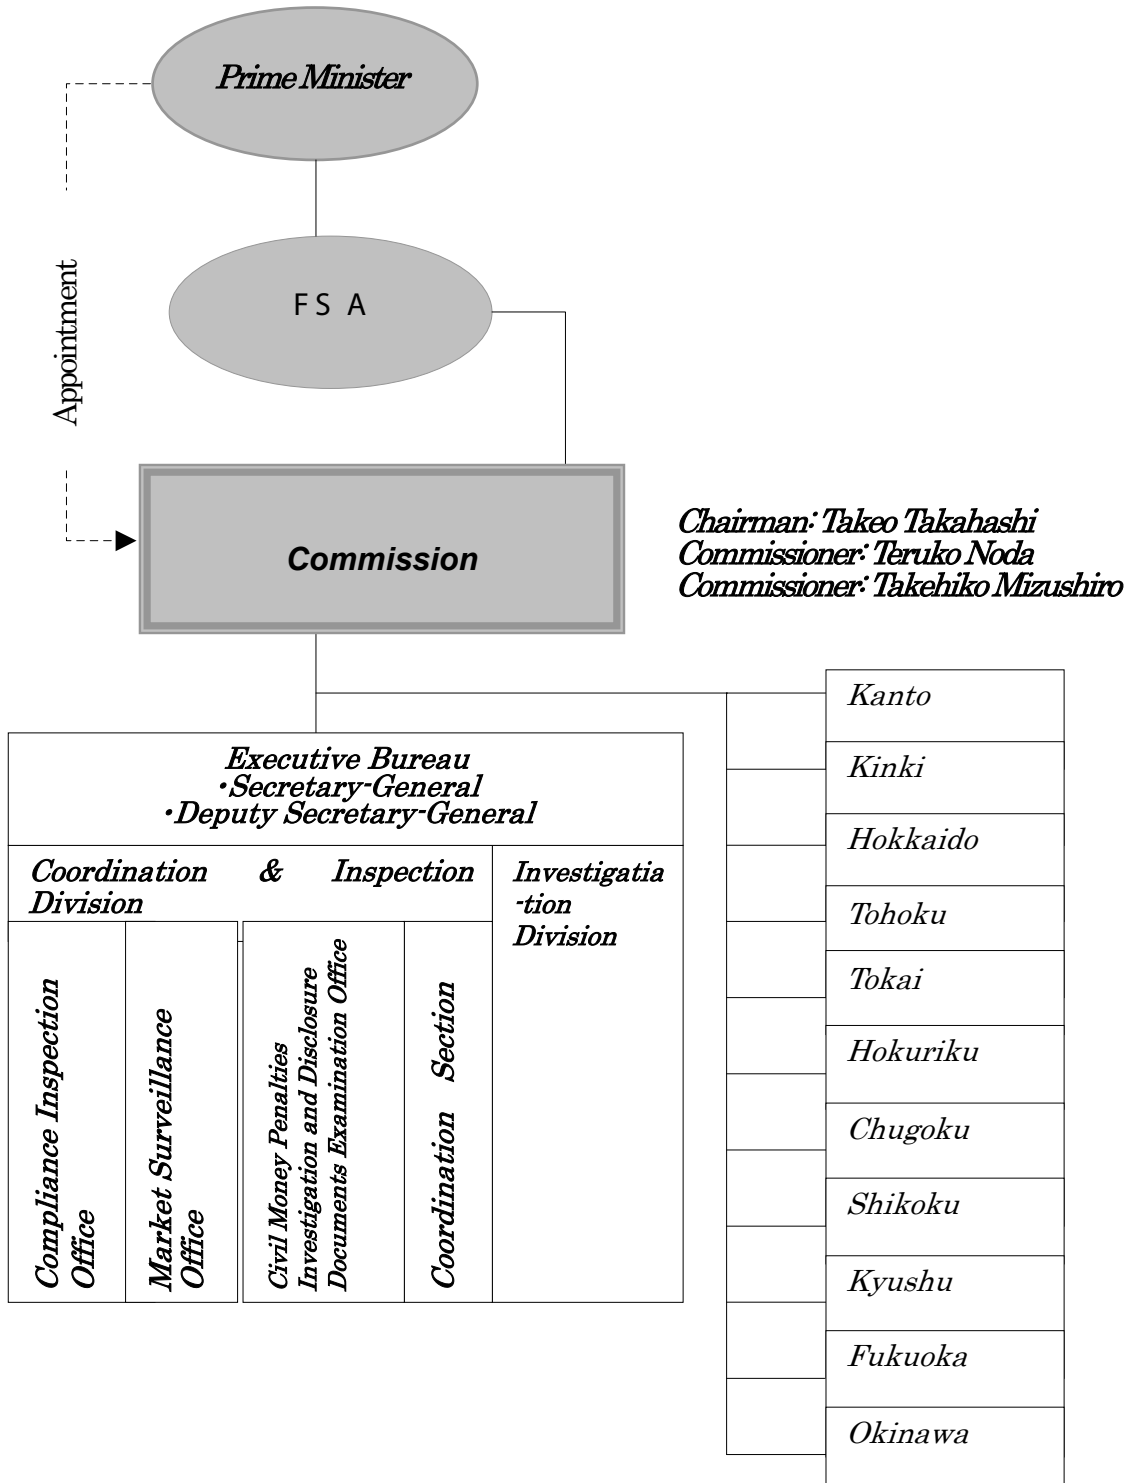 Prime Minister
FS A
Appointment
Commission
Chairman: Takeo Takahashi
Commissioner: Teruko Noda
Commissioner: Takehiko Mizushiro
Executive Bureau
・Secretary-General
・Deputy Secretary-General
Coordination & Inspection
Division
Investigatia
-tion
Division
Compliance Inspection
Office
Market Surveillance
Office
Civil Money Penalties
Investigation and Disclosure
Documents Examination Office
Coordination Section
Kanto
Kinki
Hokkaido
Tohoku
Tokai
Hokuriku
Chugoku
Shikoku
Kyushu
Fukuoka
Okinawa